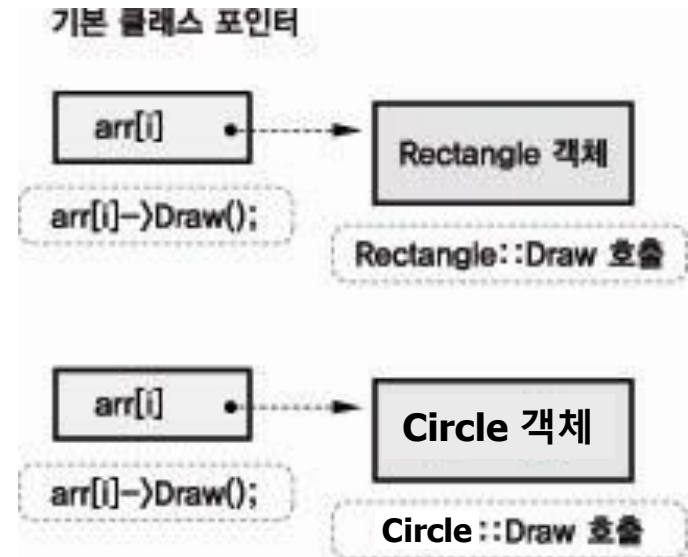 기본 클래스 포인터
arr[i]
Rectangle 객체
arr[i]->Draw();
Rectangle::Draw 호출
arr[i]
Circle 객체
arr[i]->Draw();
Circle::Draw 호출